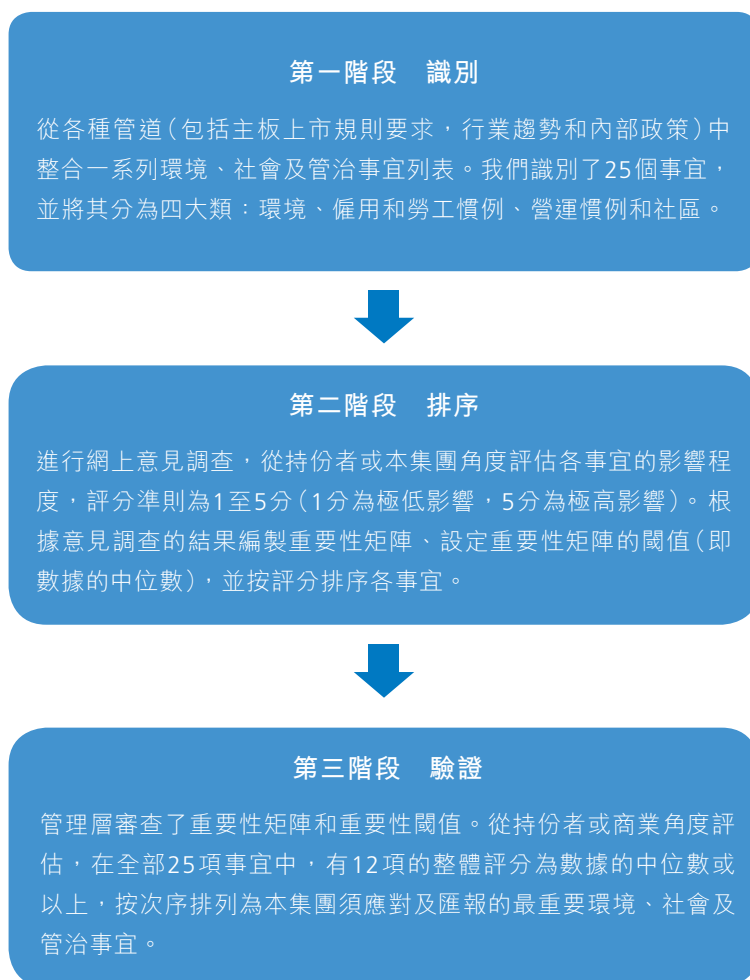 第一階段　識別
從各種管道（包括主板上市規則要求，行業趨勢和內部政策）中
整合一系列環境、社會及管治事宜列表。我們識別了25個事宜，
並將其分為四大類：環境、僱用和勞工慣例、營運慣例和社區。
第二階段　排序
進行網上意見調查，從持份者或本集團角度評估各事宜的影響程
度，評分準則為1至5分（1分為極低影響，5分為極高影響）。根
據意見調查的結果編製重要性矩陣、設定重要性矩陣的閾值（即
數據的中位數），並按評分排序各事宜。
第三階段　驗證
管理層審查了重要性矩陣和重要性閾值。從持份者或商業角度評
估，在全部25項事宜中，有12項的整體評分為數據的中位數或
以上，按次序排列為本集團須應對及匯報的最重要環境、社會及
管治事宜。